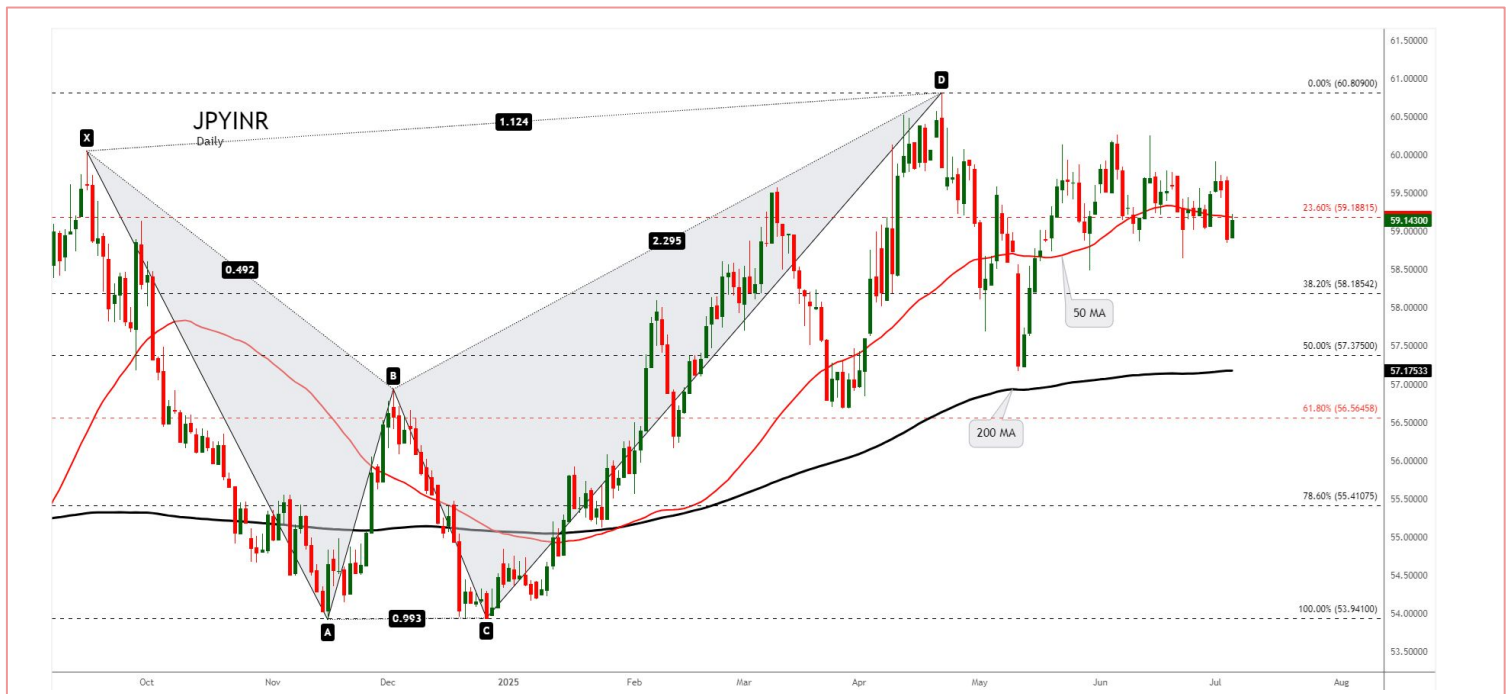 JPYINR
Daily
X
1.124
D
0.492
2.295
B
A
0.993
C
50 MA
200 MA
0.00% (60.80900)
23.60% (59.18815)
38.20% (58.18542)
50.00% (57.37500)
61.80% (56.56458)
78.60% (55.41075)
100.00% (53.94100)
61.50000
61.00000
60.50000
60.00000
59.50000
59.14300
59.00000
58.50000
58.00000
57.50000
57.17533
57.00000
56.50000
56.00000
55.50000
55.00000
54.50000
54.00000
53.50000
Oct
Nov
Dec
2025
Feb
Mar
Apr
May
Jun
Jul
Aug